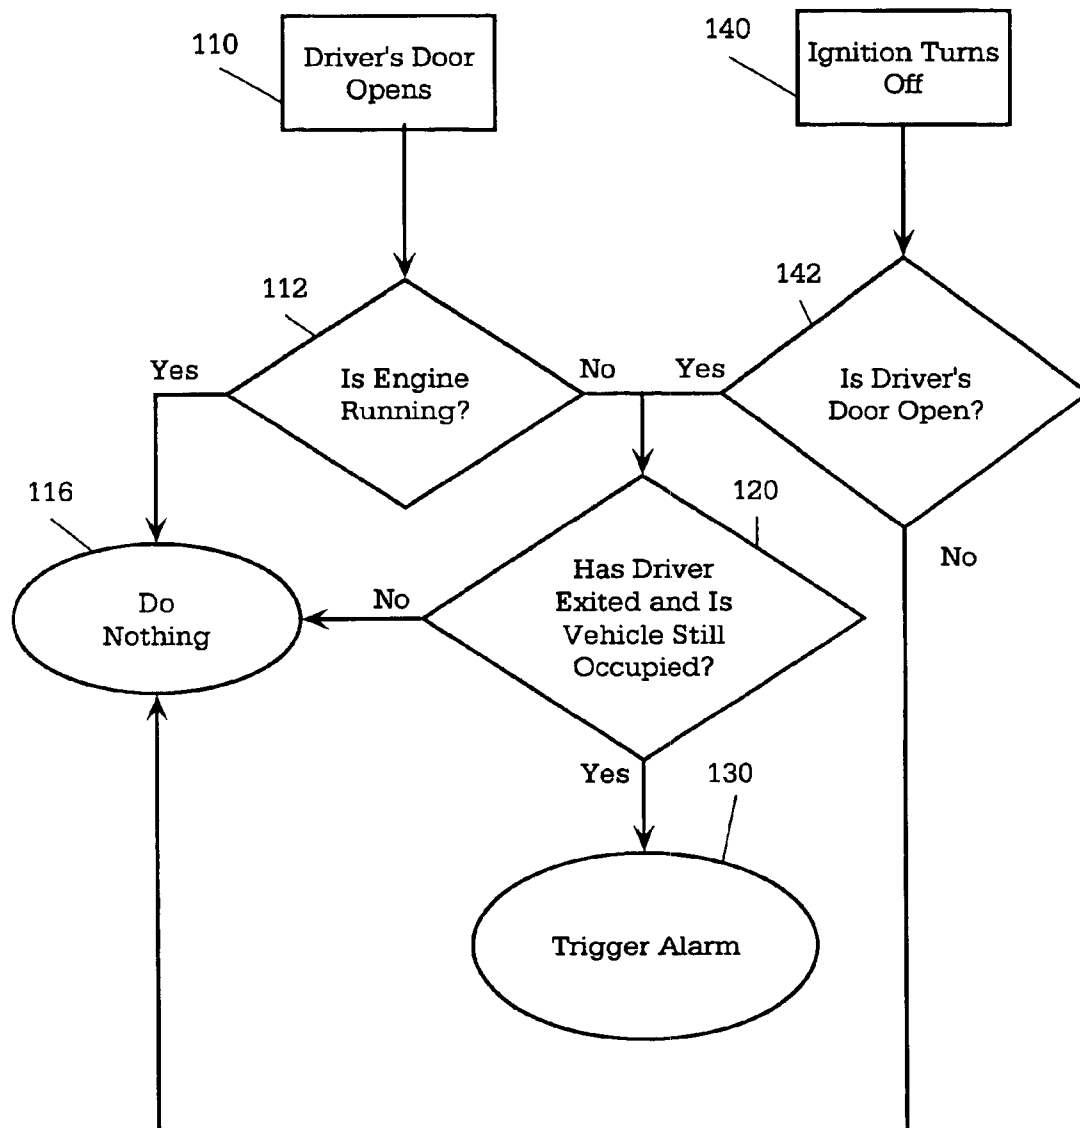 110
Driver's Door
Opens
140
Ignition Turns
Off
112
Is Engine
Running?
Yes
No
142
Is Driver's
Door Open?
Yes
No
116
Do
Nothing
120
Has Driver
Exited and Is
Vehicle Still
Occupied?
No
Yes
130
Trigger Alarm